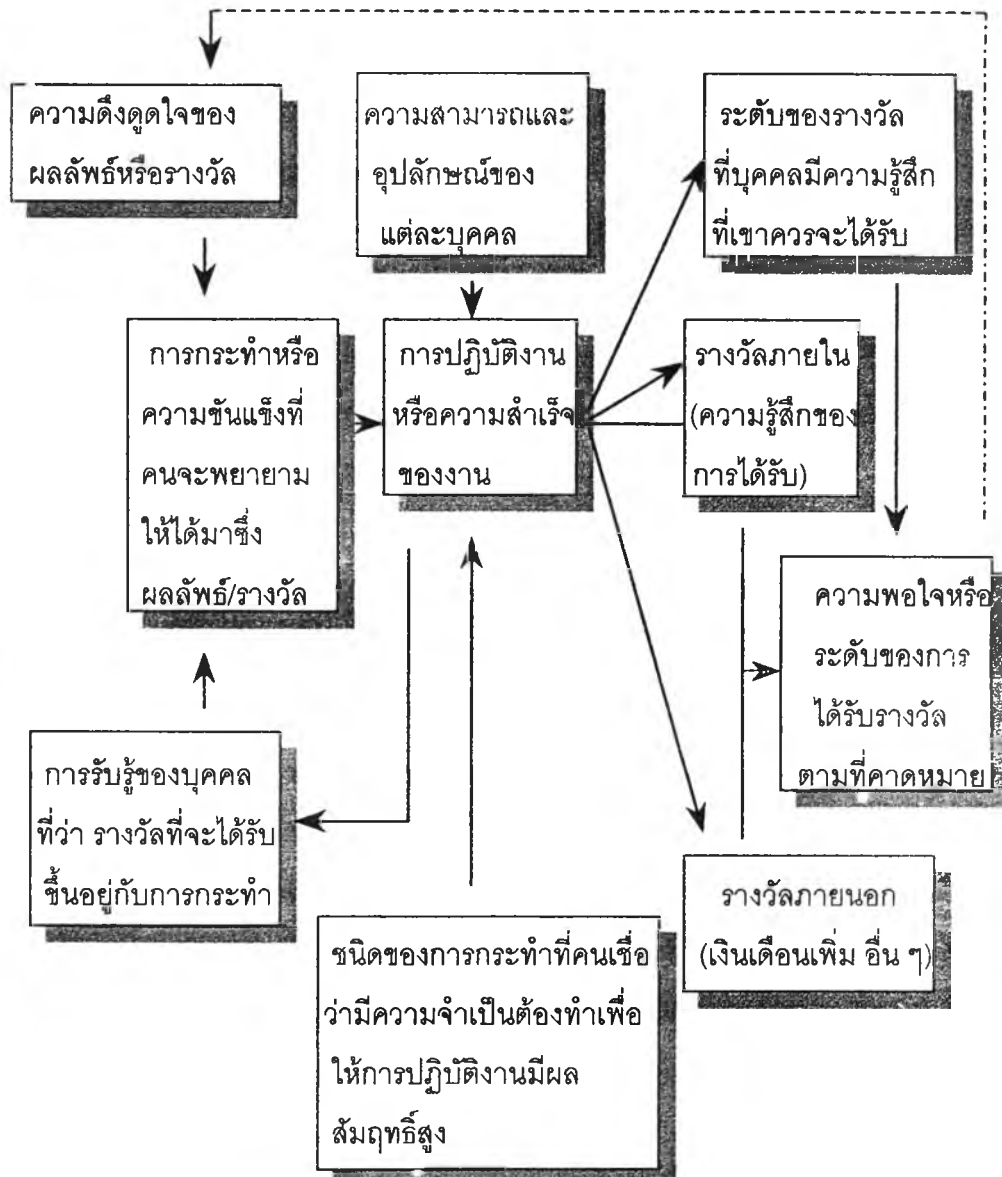 ความดึงดูดใจของ
ผลลัพธ์หรือรางวัล
ความสามารถและ
อุปลักษณ์ของ
แต่ละบุคคล
ระดับของรางวัล
ที่บุคคลมีความรู้สึก
ที่เขาควรจะได้รับ
การกระทำหรือ
ความขันแข็งที่
คนจะพยายาม
ให้ได้มาซึ่ง
ผลลัพธ์/รางวัล
การปฏิบัติงาน
หรือความสำเร็จ
ของงาน
รางวัลภายใน
(ความรู้สึกของ
การได้รับ)
ความพอใจหรือ
ระดับของการ
ได้รับรางวัล
ตามที่คาดหมาย
การรับรู้ของบุคคล
ที่ว่า รางวัลที่จะได้รับ
ขึ้นอยู่กับการกระทำ
รางวัลภายนอก
(เงินเดือนเพิ่ม อื่น ๆ)
ชนิดของการกระทำที่คนเชื่อ
ว่ามีความจำเป็นต้องทำเพื่อ
ให้การปฏิบัติงานมีผล
สัมฤทธิ์สูง